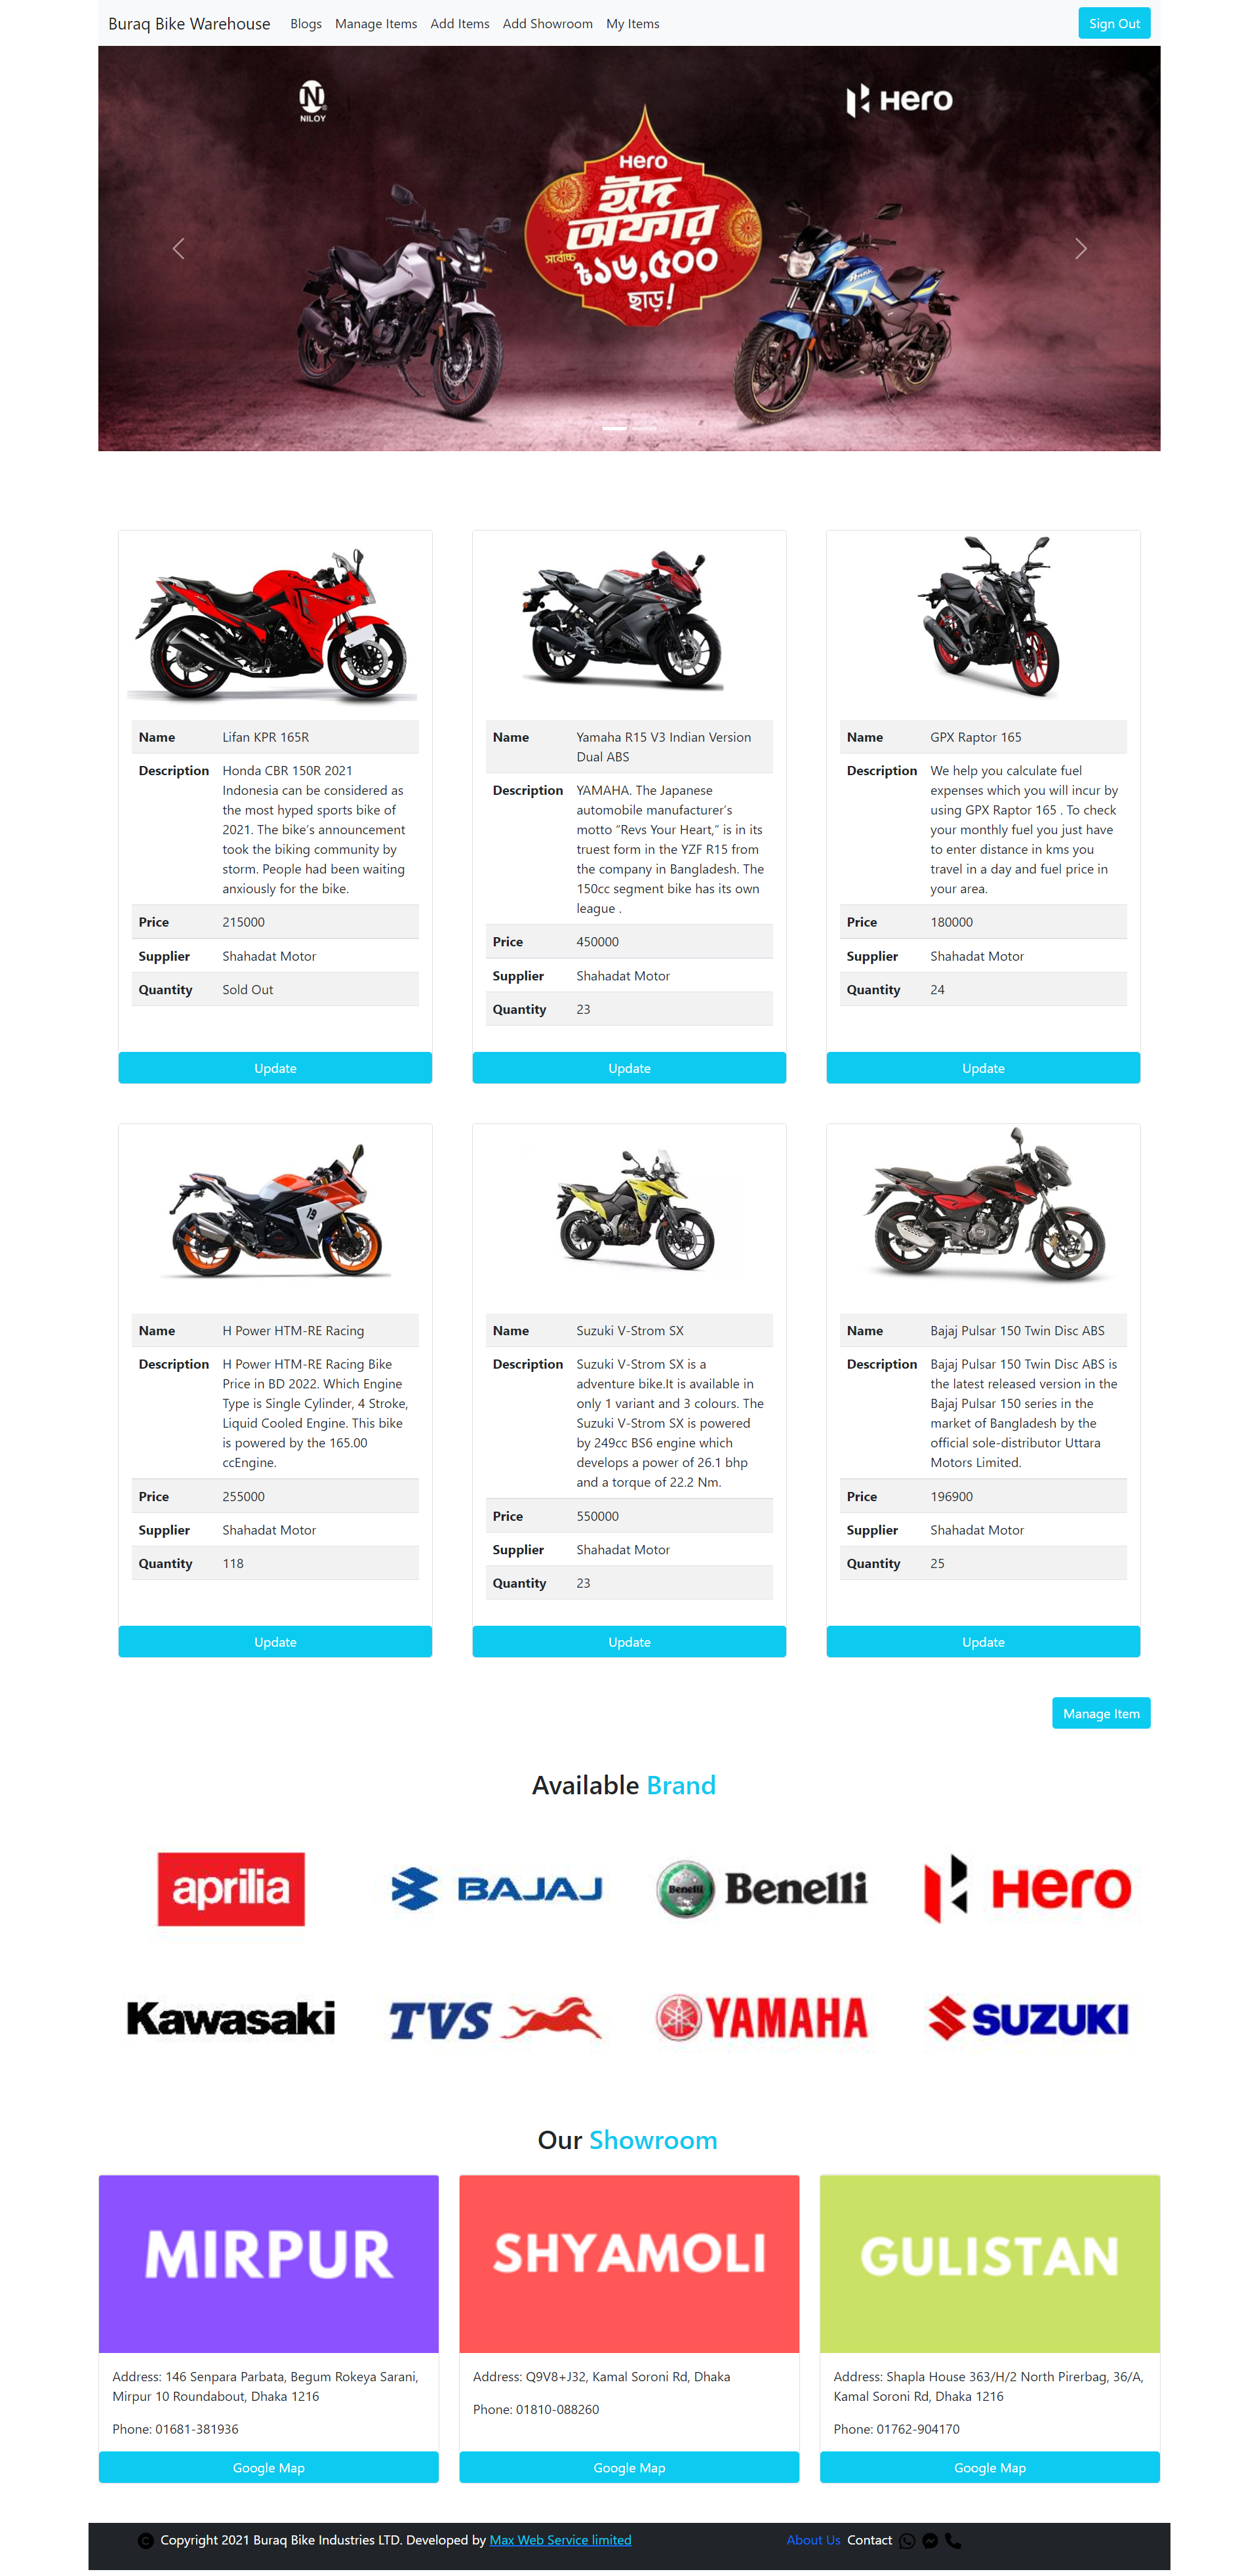 Buraq Bike Warehouse Blogs Manage Items Add Items Add Showroom My Items Sign Out
NILOY
Hero
Hero
ঈদ
অফার
সর্বোচ্চ
৳১৬,৫০০
ছাড়!
Name Lifan KPR 165R
Description Honda CBR 150R 2021
Indonesia can be considered as
the most hyped sports bike of
2021. The bike's announcement
took the biking community by
storm. People had been waiting
anxiously for the bike.
Price 215000
Supplier Shahadat Motor
Quantity Sold Out
Update
Name Yamaha R15 V3 Indian Version
Dual ABS
Description YAMAHA. The Japanese
automobile manufacturer's
motto “Revs Your Heart,” is in its
truest form in the YZF R15 from
the company in Bangladesh. The
150cc segment bike has its own
league .
Price 450000
Supplier Shahadat Motor
Quantity 23
Update
Name GPX Raptor 165
Description We help you calculate fuel
expenses which you will incur by
using GPX Raptor 165 . To check
your monthly fuel you just have
to enter distance in kms you
travel in a day and fuel price in
your area.
Price 180000
Supplier Shahadat Motor
Quantity 24
Update
Name H Power HTM-RE Racing
Description H Power HTM-RE Racing Bike
Price in BD 2022. Which Engine
Type is Single Cylinder, 4 Stroke,
Liquid Cooled Engine. This bike
is powered by the 165.00
ccEngine.
Price 255000
Supplier Shahadat Motor
Quantity 118
Update
Name Suzuki V-Strom SX
Description Suzuki V-Strom SX is a
adventure bike.It is available in
only 1 variant and 3 colours. The
Suzuki V-Strom SX is powered
by 249cc BS6 engine which
develops a power of 26.1 bhp
and a torque of 22.2 Nm.
Price 550000
Supplier Shahadat Motor
Quantity 23
Update
Name Bajaj Pulsar 150 Twin Disc ABS
Description Bajaj Pulsar 150 Twin Disc ABS is
the latest released version in the
Bajaj Pulsar 150 series in the
market of Bangladesh by the
official sole-distributor Uttara
Motors Limited.
Price 196900
Supplier Shahadat Motor
Quantity 25
Update
Manage Item
Available Brand
aprilia BAJAJ Benelli Benelli Hero
Kawasaki TVS YAMAHA SUZUKI
Our Showroom
MIRPUR
Address: 146 Senpara Parbata, Begum Rokeya Sarani,
Mirpur 10 Roundabout, Dhaka 1216
Phone: 01681-381936
Google Map
SHYAMOLI
Address: Q9V8+J32, Kamal Soroni Rd, Dhaka
Phone: 01810-088260
Google Map
GULISTAN
Address: Shapla House 363/H/2 North Pirerbag, 36/A,
Kamal Soroni Rd, Dhaka 1216
Phone: 01762-904170
Google Map
Copyright 2021 Buraq Bike Industries LTD. Developed by Max Web Service limited About Us Contact